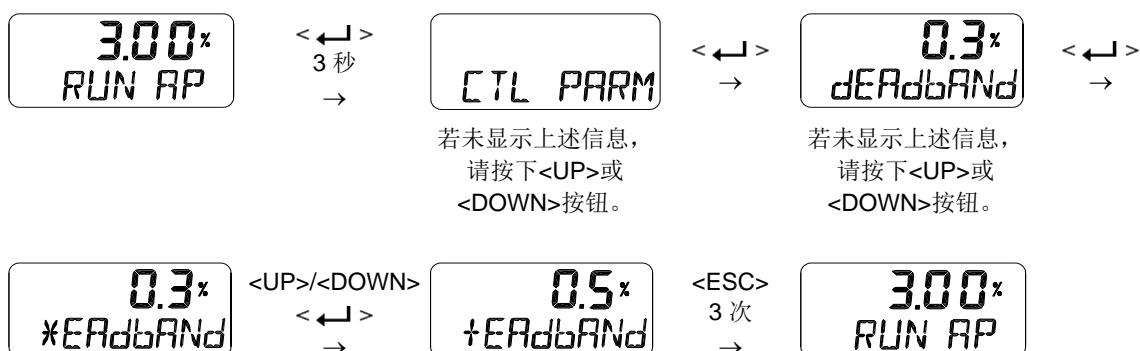 3.00%
RUN AP
<↵>
3 秒
→
CTL PARM
若未显示上述信息，
请按下<UP>或
<DOWN>按钮。
<↵>
→
0.3%
dEAdbANd
若未显示上述信息，
请按下<UP>或
<DOWN>按钮。
<↵>
→
0.3%
*EAdbANd
<UP>/<DOWN>
<↵>
→
0.5%
+EAdbANd
<ESC>
3 次
→
3.00%
RUN AP